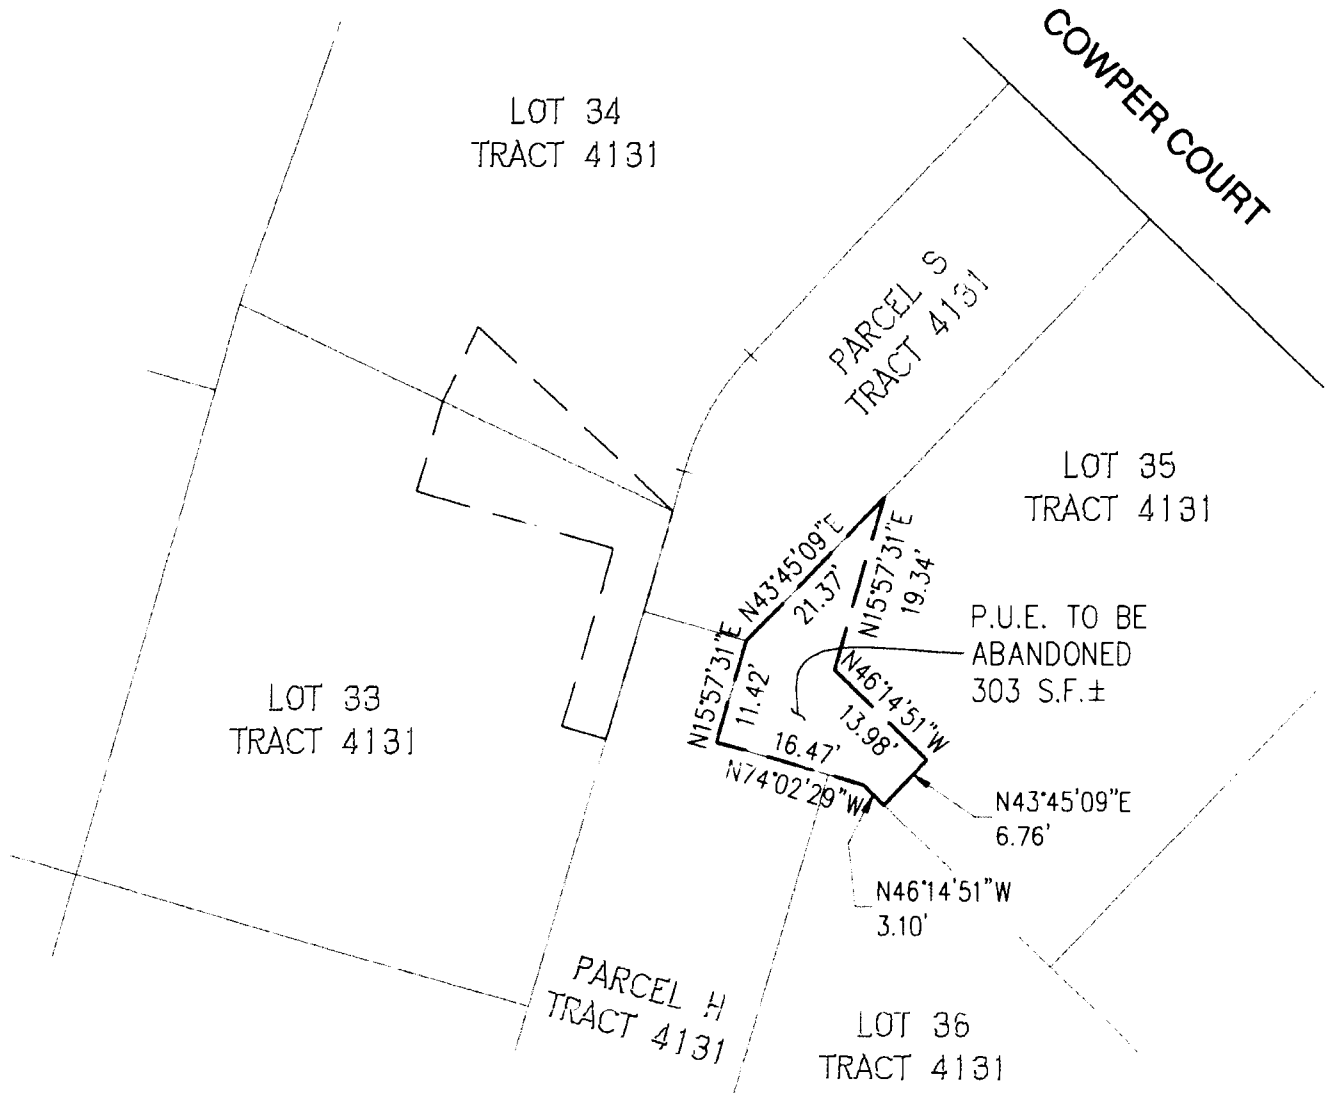 COWPER COURT
LOT 34
TRACT 4131
PARCEL S
TRACT 4131
LOT 35
TRACT 4131
N43°45'09"E
21.37'
N15°57'31"E
19.34'
P.U.E. TO BE
ABANDONED
303 S.F.±
N15°57'31"E
11.42'
N46°14'51"W
13.98'
16.47'
N74°02'29"W
LOT 33
TRACT 4131
N43°45'09"E
6.76'
N46°14'51"W
3.10'
PARCEL H
TRACT 4131
LOT 36
TRACT 4131